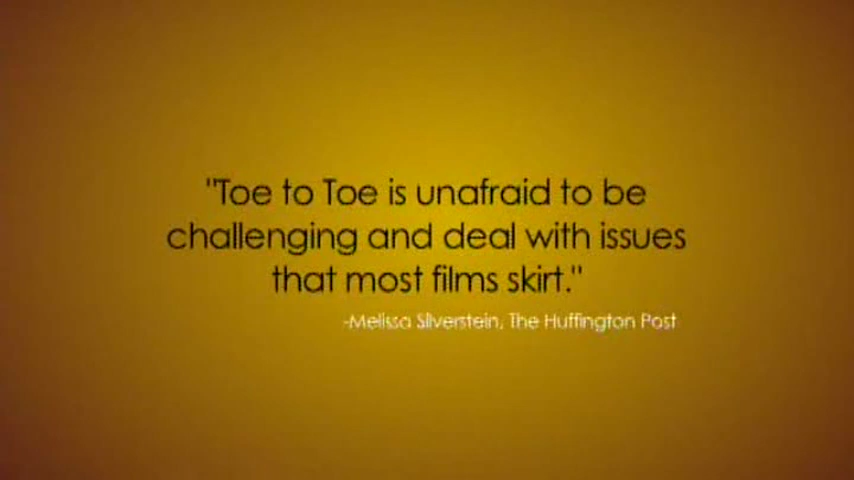 "Toe to Toe is unafraid to be
challenging and deal with issues
that most films skirt."
-Melissa Silverstein, The Huffington Post